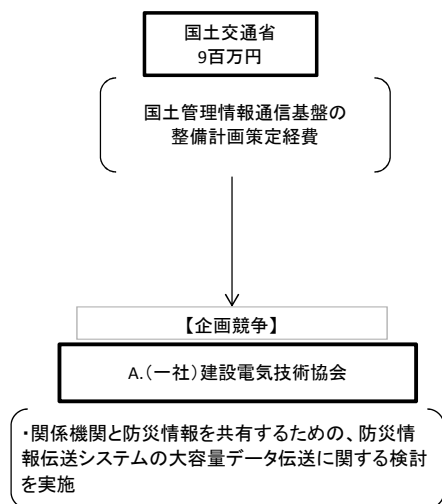 国土交通省
9百万円
国土管理情報通信基盤の
整備計画策定経費
【企画競争】
A.(一社)建設電気技術協会
・関係機関と防災情報を共有するための、防災情
報伝送システムの大容量データ伝送に関する検討
を実施